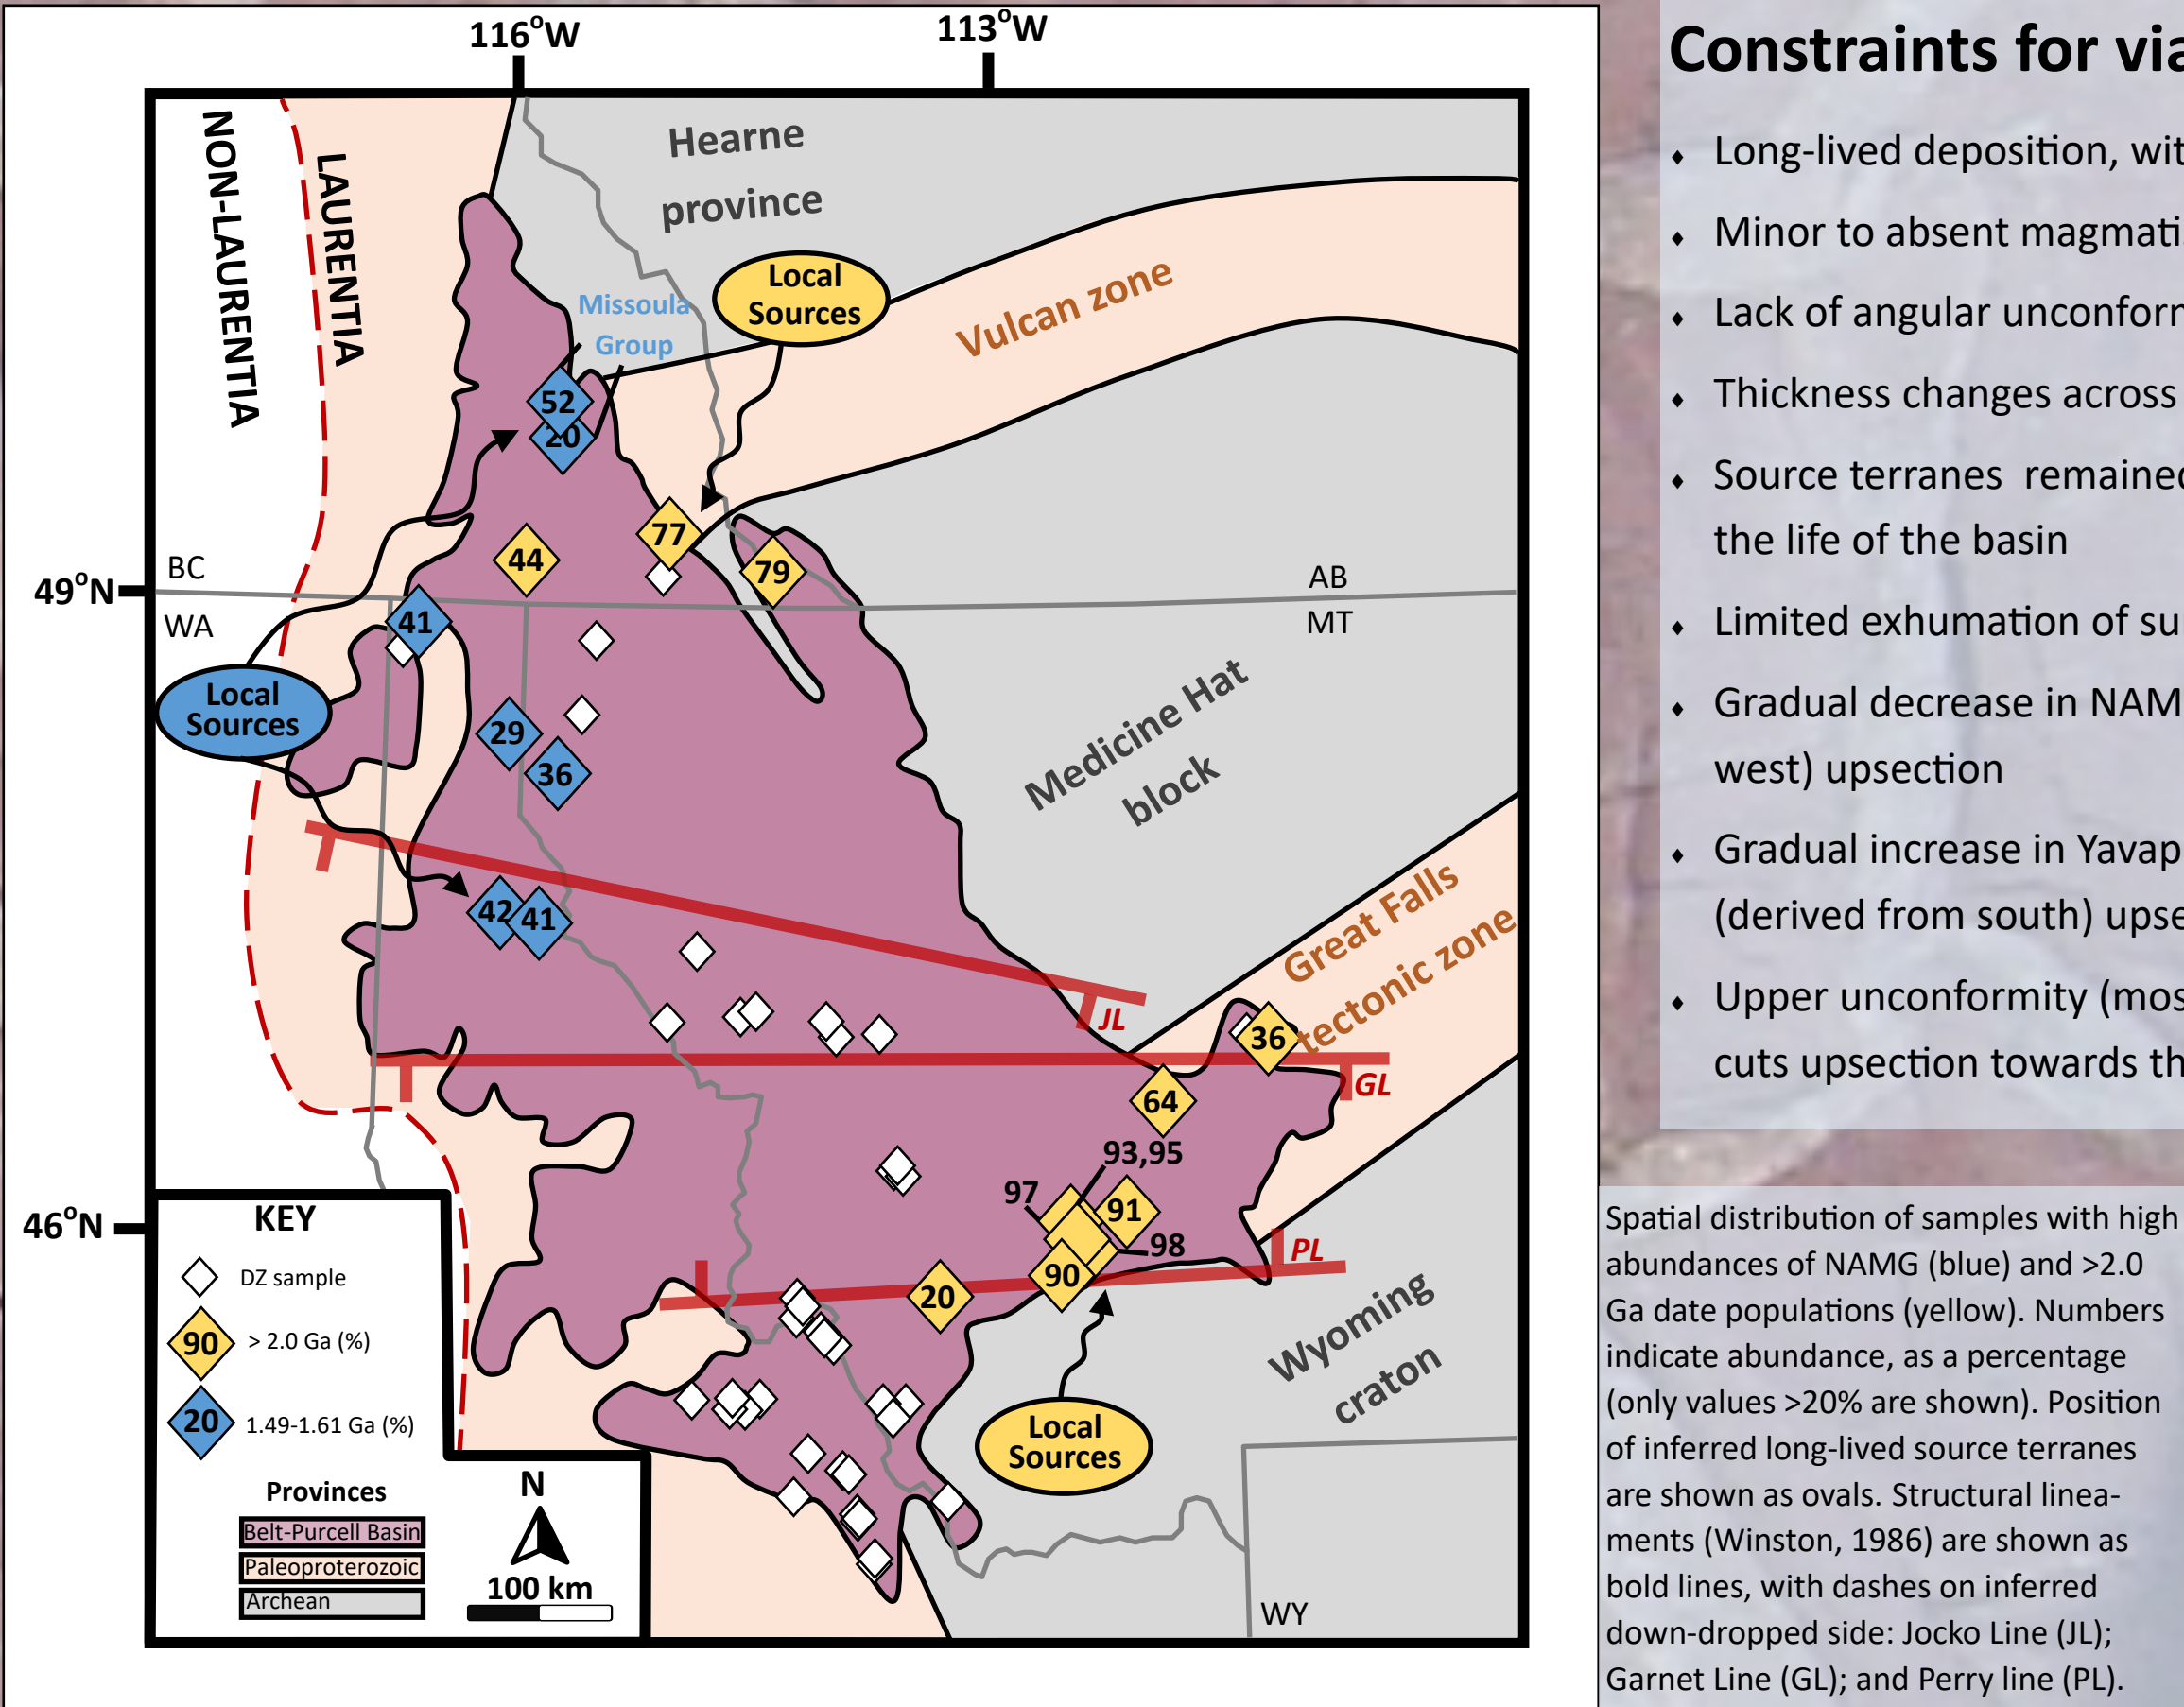 116°W
113°W
NON-LAURENTIA
LAURENTIA
Hearne
province
Missoula
Group
Local
Sources
Vulcan zone
52
20
77
44
79
49°N
BC
WA
AB
MT
41
Local
Sources
29
36
Medicine Hat
block
42
41
JL
Great Falls
tectonic zone
36
GL
64
93,95
97
91
98
46°N
PL
90
20
Wyoming
craton
Local
Sources
WY
KEY
DZ sample
90 > 2.0 Ga (%)
20 1.49-1.61 Ga (%)
Provinces
Belt-Purcell Basin
Paleoproterozoic
Archean
N
100 km
Constraints for via
Long-lived deposition, wit
Minor to absent magmati
Lack of angular unconform
Thickness changes across
Source terranes remained
the life of the basin
Limited exhumation of su
Gradual decrease in NAM
west) upsection
Gradual increase in Yavap
(derived from south) upse
Upper unconformity (mos
cuts upsection towards th
Spatial distribution of samples with high
abundances of NAMG (blue) and >2.0
Ga date populations (yellow). Numbers
indicate abundance, as a percentage
(only values >20% are shown). Position
of inferred long-lived source terranes
are shown as ovals. Structural linea-
ments (Winston, 1986) are shown as
bold lines, with dashes on inferred
down-dropped side: Jocko Line (JL);
Garnet Line (GL); and Perry line (PL).